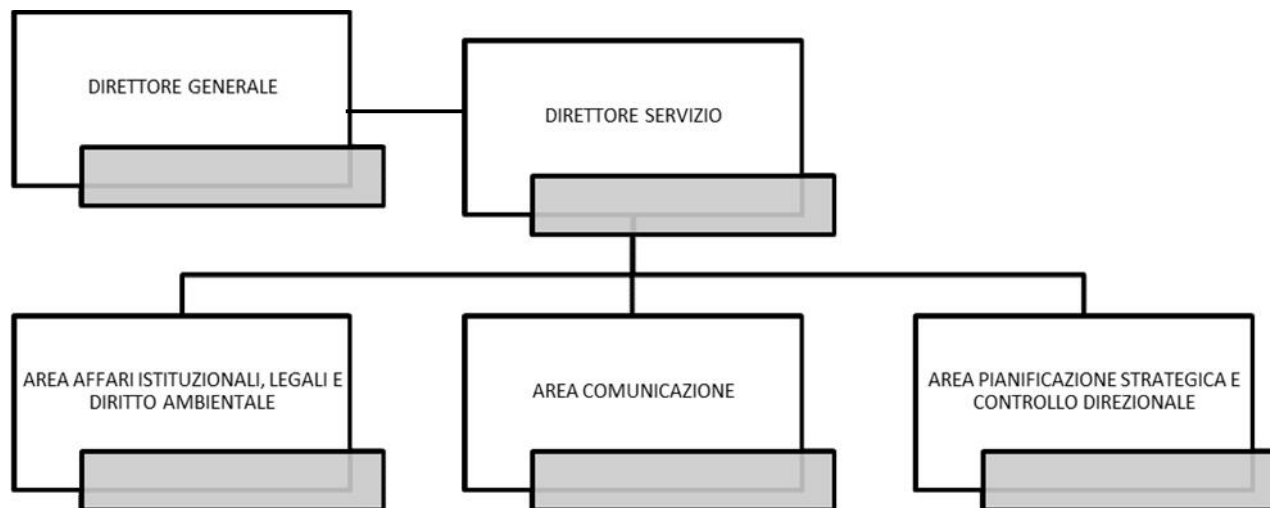 DIRETTORE GENERALE
DIRETTORE SERVIZIO
AREA AFFARI ISTITUZIONALI, LEGALI E
DIRITTO AMBIENTALE
AREA COMUNICAZIONE
AREA PIANIFICAZIONE STRATEGICA E
CONTROLLO DIREZIONALE